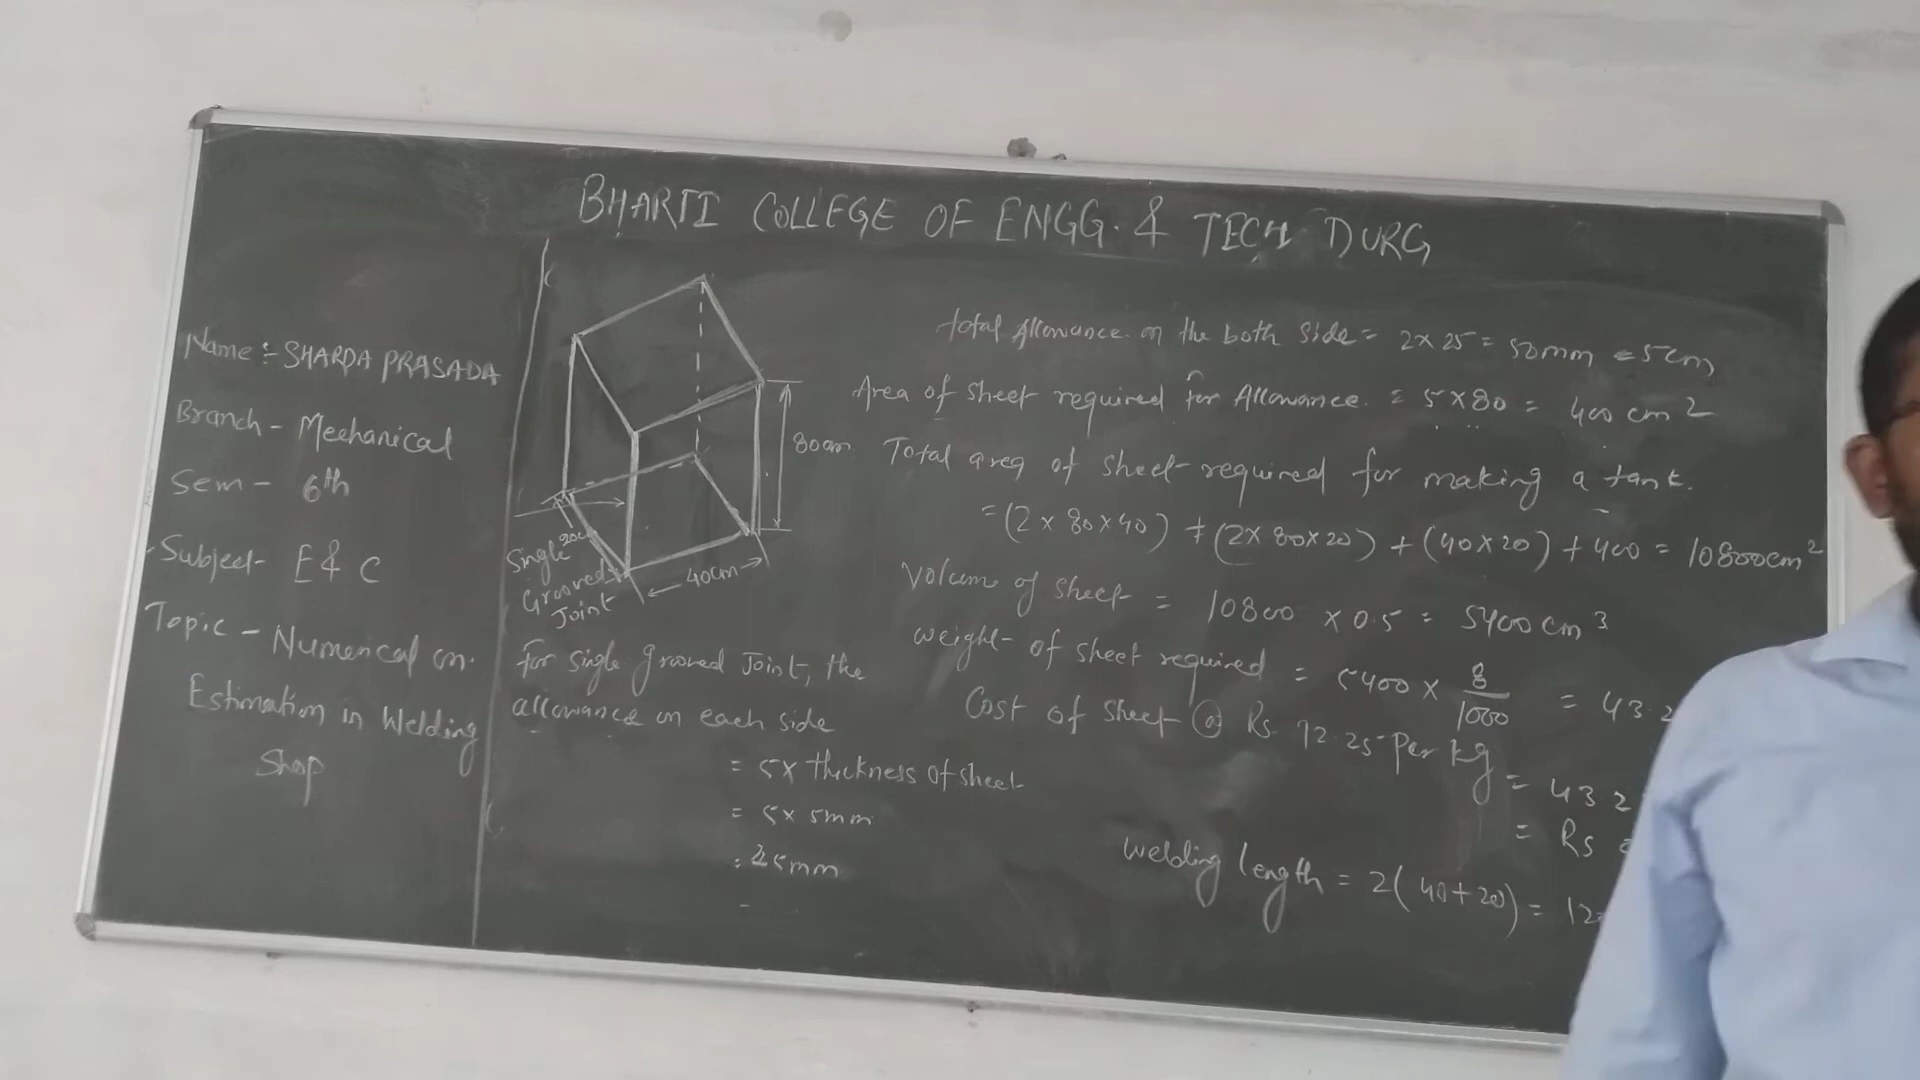 BHARTI COLLEGE OF ENGG. & TECH DURG
Name :- SHARDA PRASADA
Branch - Mechanical
Sem - 6th
Subject - E & C
Topic - Numerical on
Estimation in Welding
Shop
80cm
20cm
40cm
Single
Grooved
Joint
For single grooved Joint, the
allowance on each side
= 5 x thickness of sheet
= 5 x 5mm
= 25mm
total Allowance on the both side = 2 x 25 = 50mm = 5cm
Area of sheet required for Allowance = 5 x 80 = 400 cm2
Total area of sheet required for making a tank.
= (2 x 80 x 40) + (2 x 80 x 20) + (40 x 20) + 400 = 10800cm2
Volume of sheet = 10800 x 0.5 = 5400 cm3
weight of sheet required = 5400 x 8/1000 = 43.2
Cost of sheet @ Rs. 92.25 per kg
= 43.2
= Rs
welding length = 2(40+20) = 12